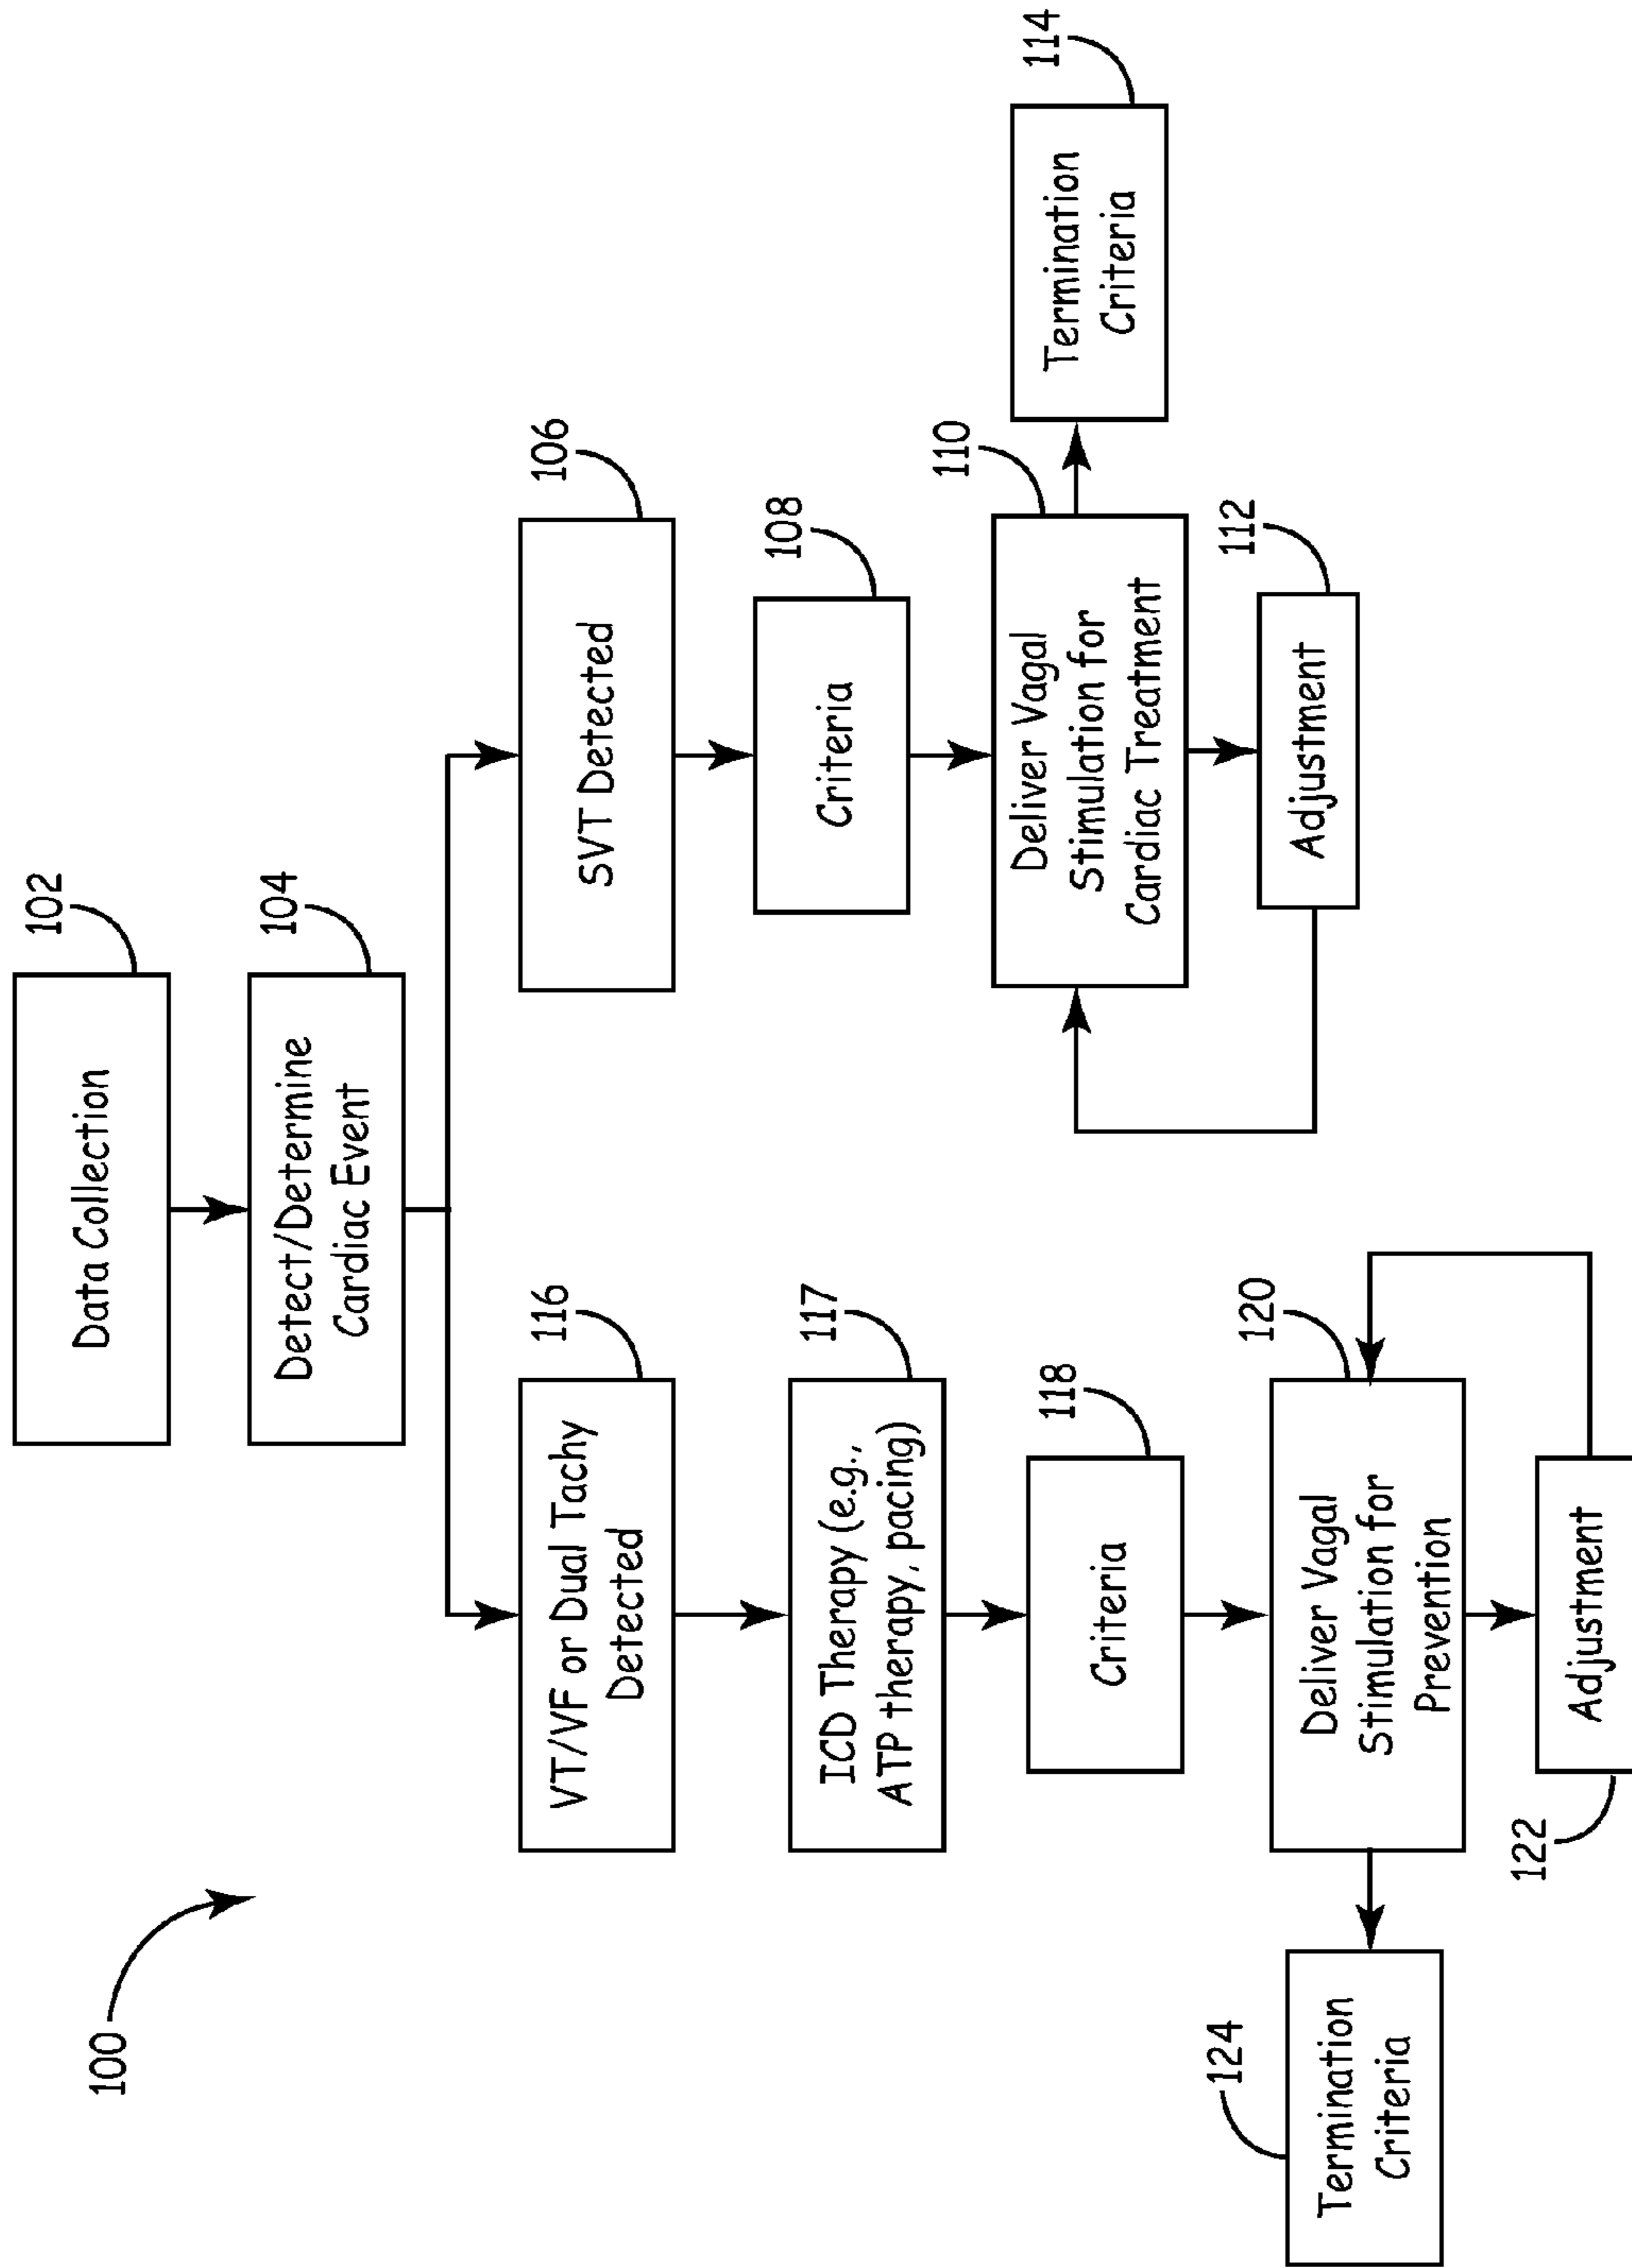 100
102
Data Collection
104
Detect/Determine
Cardiac Event
116
VT/VF or Dual Tachy
Detected
106
SVT Detected
117
ICD Therapy (e.g.,
ATP therapy, pacing)
108
Criteria
118
Criteria
110
Deliver Vagal
Stimulation for
Cardiac Treatment
114
Termination
Criteria
112
Adjustment
120
Deliver Vagal
Stimulation for
Prevention
124
Termination
Criteria
122
Adjustment